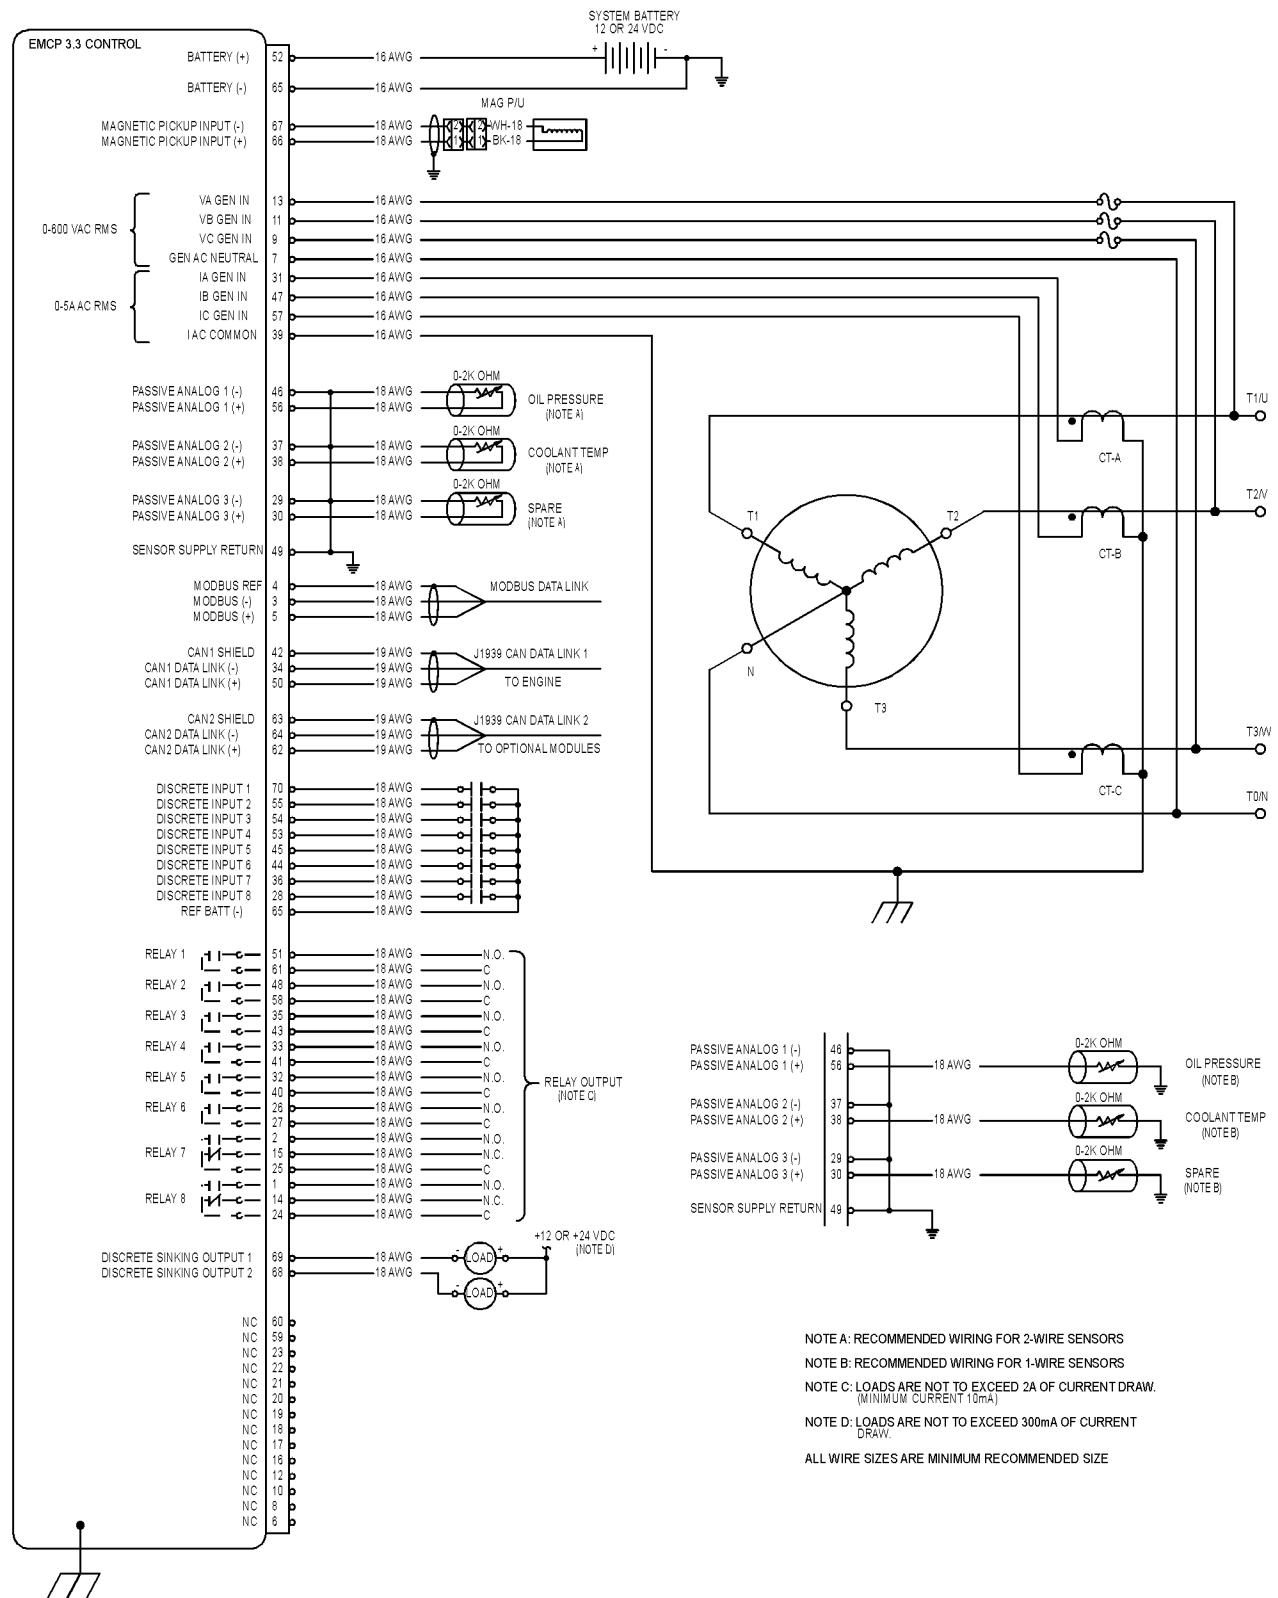 SYSTEM BATTERY
12 OR 24 VDC
+ -
EMCP 3.3 CONTROL
BATTERY (+) 52 16 AWG
BATTERY (-) 65 16 AWG
MAG P/U
MAGNETIC PICKUP INPUT (-) 67 18 AWG 2 2 WH-18
MAGNETIC PICKUP INPUT (+) 66 18 AWG 1 1 BK-18
0-600 VAC RMS
VA GEN IN 13 16 AWG
VB GEN IN 11 16 AWG
VC GEN IN 9 16 AWG
GEN AC NEUTRAL 7 16 AWG
0-5A AC RMS
IA GEN IN 31 16 AWG
IB GEN IN 47 16 AWG
IC GEN IN 57 16 AWG
IAC COMMON 39 16 AWG
0-2K OHM
PASSIVE ANALOG 1 (-) 46 18 AWG
PASSIVE ANALOG 1 (+) 56 18 AWG
OIL PRESSURE
(NOTE A)
0-2K OHM
PASSIVE ANALOG 2 (-) 37 18 AWG
PASSIVE ANALOG 2 (+) 38 18 AWG
COOLANT TEMP
(NOTE A)
0-2K OHM
PASSIVE ANALOG 3 (-) 29 18 AWG
PASSIVE ANALOG 3 (+) 30 18 AWG
SPARE
(NOTE A)
SENSOR SUPPLY RETURN 49
MODBUS REF 4 18 AWG
MODBUS (-) 3 18 AWG
MODBUS (+) 5 18 AWG
MODBUS DATA LINK
CAN1 SHIELD 42 19 AWG
CAN1 DATA LINK (-) 34 19 AWG
CAN1 DATA LINK (+) 50 19 AWG
J1939 CAN DATA LINK 1
TO ENGINE
CAN2 SHIELD 63 19 AWG
CAN2 DATA LINK (-) 64 19 AWG
CAN2 DATA LINK (+) 62 19 AWG
J1939 CAN DATA LINK 2
TO OPTIONAL MODULES
T1/U
CT-A
T2/V
CT-B
T3/W
CT-C
T0/N
T1
T2
N
T3
DISCRETE INPUT 1 70 18 AWG
DISCRETE INPUT 2 55 18 AWG
DISCRETE INPUT 3 54 18 AWG
DISCRETE INPUT 4 53 18 AWG
DISCRETE INPUT 5 45 18 AWG
DISCRETE INPUT 6 44 18 AWG
DISCRETE INPUT 7 36 18 AWG
DISCRETE INPUT 8 28 18 AWG
REF BATT (-) 65 18 AWG
RELAY 1 51 18 AWG N.O.
61 18 AWG C
RELAY 2 48 18 AWG N.O.
58 18 AWG C
RELAY 3 35 18 AWG N.O.
43 18 AWG C
RELAY 4 33 18 AWG N.O.
41 18 AWG C
RELAY 5 32 18 AWG N.O.
40 18 AWG C
RELAY 6 26 18 AWG N.O.
27 18 AWG C
2 18 AWG N.O.
RELAY 7 15 18 AWG N.C.
25 18 AWG C
1 18 AWG N.O.
RELAY 8 14 18 AWG N.C.
24 18 AWG C
RELAY OUTPUT
(NOTE C)
+12 OR +24 VDC
(NOTE D)
DISCRETE SINKING OUTPUT 1 69 18 AWG - LOAD +
DISCRETE SINKING OUTPUT 2 68 18 AWG - LOAD +
NC 60
NC 59
NC 23
NC 22
NC 21
NC 20
NC 19
NC 18
NC 17
NC 16
NC 12
NC 10
NC 8
NC 6
0-2K OHM
PASSIVE ANALOG 1 (-) 46
PASSIVE ANALOG 1 (+) 56 18 AWG
OIL PRESSURE
(NOTE B)
0-2K OHM
PASSIVE ANALOG 2 (-) 37
PASSIVE ANALOG 2 (+) 38 18 AWG
COOLANT TEMP
(NOTE B)
0-2K OHM
PASSIVE ANALOG 3 (-) 29
PASSIVE ANALOG 3 (+) 30 18 AWG
SPARE
(NOTE B)
SENSOR SUPPLY RETURN 49
NOTE A: RECOMMENDED WIRING FOR 2-WIRE SENSORS
NOTE B: RECOMMENDED WIRING FOR 1-WIRE SENSORS
NOTE C: LOADS ARE NOT TO EXCEED 2A OF CURRENT DRAW.
(MINIMUM CURRENT 10mA)
NOTE D: LOADS ARE NOT TO EXCEED 300mA OF CURRENT
DRAW.
ALL WIRE SIZES ARE MINIMUM RECOMMENDED SIZE